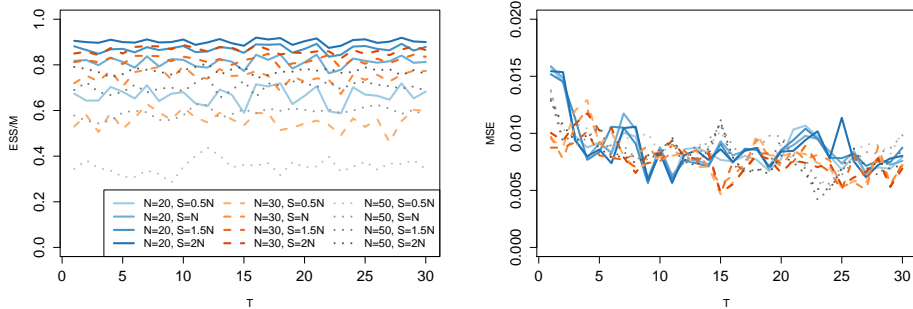 1.0
0.8
0.6
0.4
0.2
0.0
ESS/M
N=20, S=0.5N
N=20, S=N
N=20, S=1.5N
N=20, S=2N
N=30, S=0.5N
N=30, S=N
N=30, S=1.5N
N=30, S=2N
N=50, S=0.5N
N=50, S=N
N=50, S=1.5N
N=50, S=2N
0 5 10 15 20 25 30
T
0.020
0.015
0.010
0.005
0.000
MSE
0 5 10 15 20 25 30
T